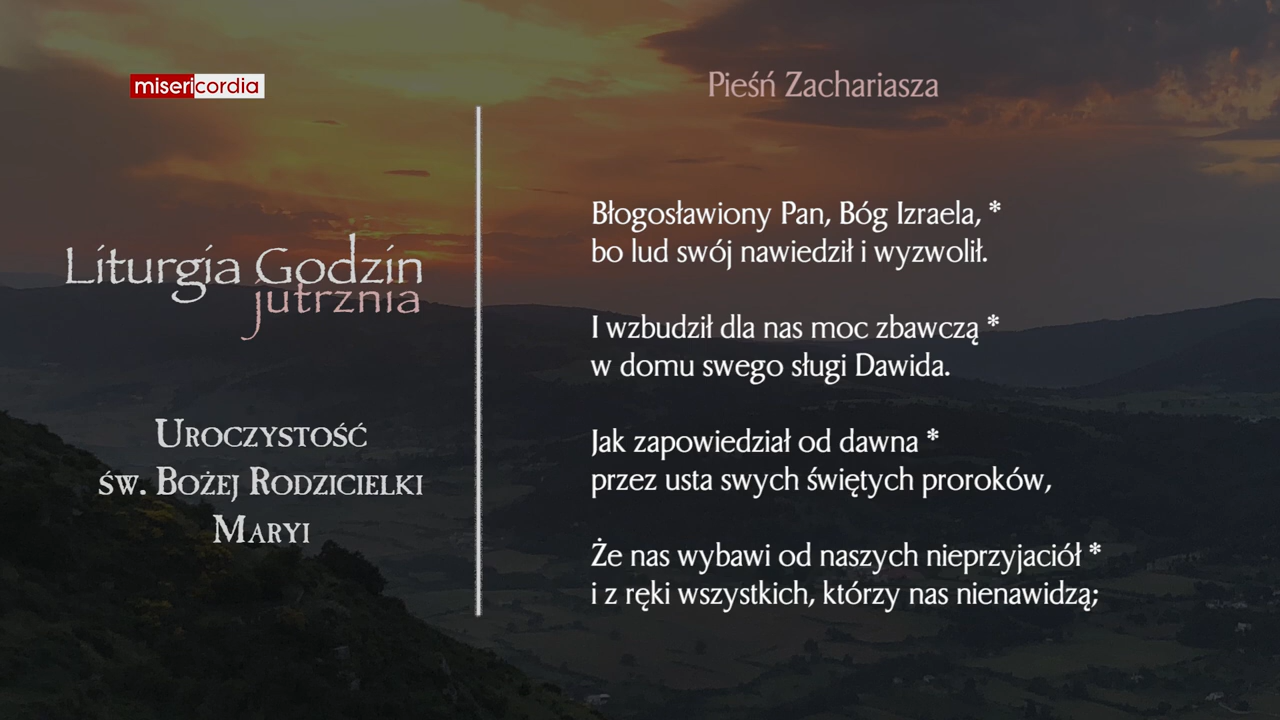 misericordia
Liturgia Godzin
jutrznia
Uroczystość
św. Bożej Rodzicielki
Maryi
Pieśń Zachariasza
Błogosławiony Pan, Bóg Izraela, *
bo lud swój nawiedził i wyzwolił.
I wzbudził dla nas moc zbawczą *
w domu swego sługi Dawida.
Jak zapowiedział od dawna *
przez usta swych świętych proroków,
Że nas wybawi od naszych nieprzyjaciół *
i z ręki wszystkich, którzy nas nienawidzą;